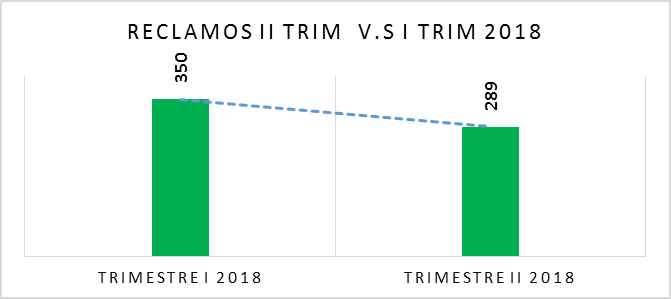 RECLAMOS II TRIM V.S I TRIM 2018
350
289
TRIMESTRE I 2018
TRIMESTRE II 2018